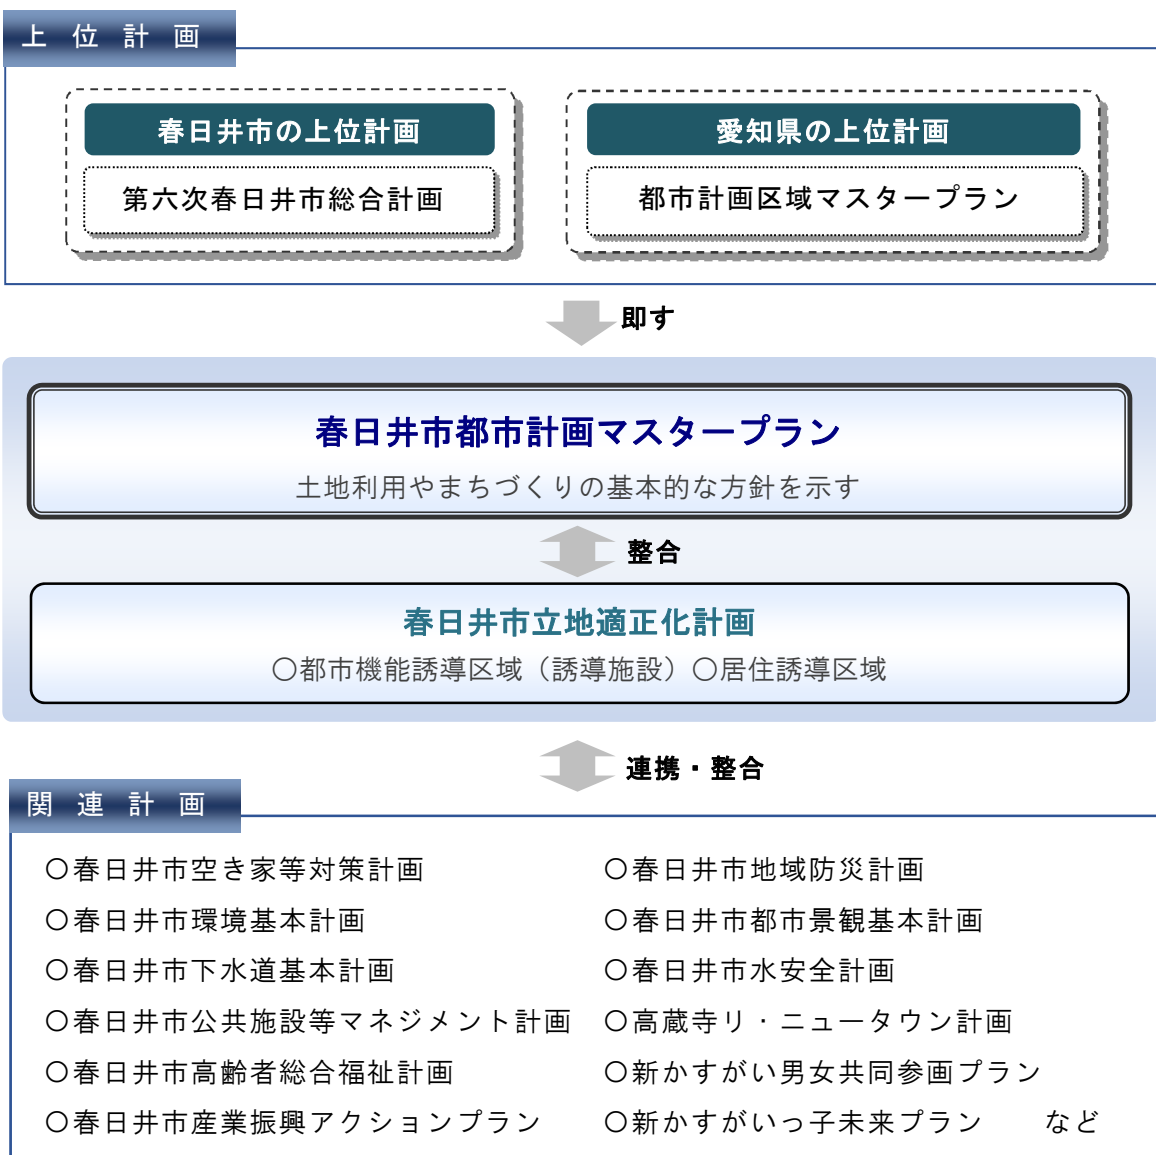 上位計画
春日井市の上位計画
第六次春日井市総合計画
愛知県の上位計画
都市計画区域マスタープラン
即す
春日井市都市計画マスタープラン
土地利用やまちづくりの基本的な方針を示す
整合
春日井市立地適正化計画
〇都市機能誘導区域（誘導施設）〇居住誘導区域
連携・整合
関連計画
〇春日井市空き家等対策計画
〇春日井市環境基本計画
〇春日井市下水道基本計画
〇春日井市公共施設等マネジメント計画
〇春日井市高齢者総合福祉計画
〇春日井市産業振興アクションプラン
〇春日井市地域防災計画
〇春日井市都市景観基本計画
〇春日井市水安全計画
〇高蔵寺リ・ニュータウン計画
〇新かすがい男女共同参画プラン
〇新かすがいっ子未来プラン　　など